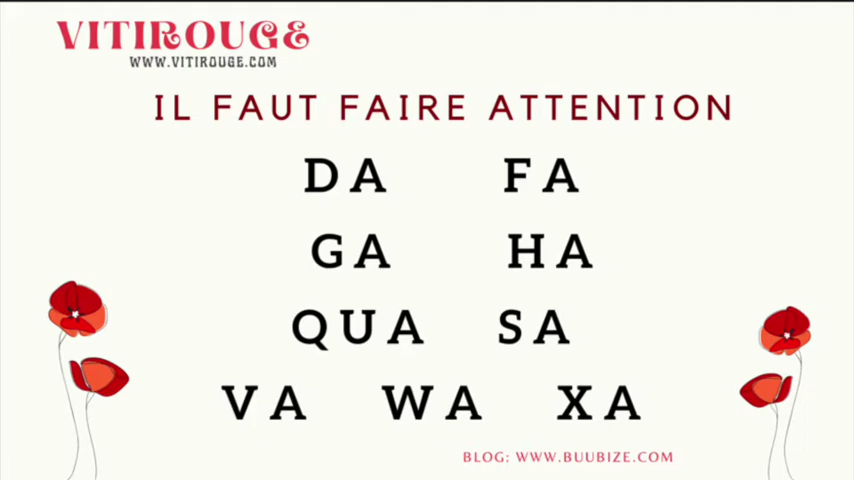 VITIROUGE
WWW.VITIROUGE.COM
IL FAUT FAIRE ATTENTION
DA FA
GA HA
QUA SA
VA WA XA
BLOG: WWW.BUUBIZE.COM